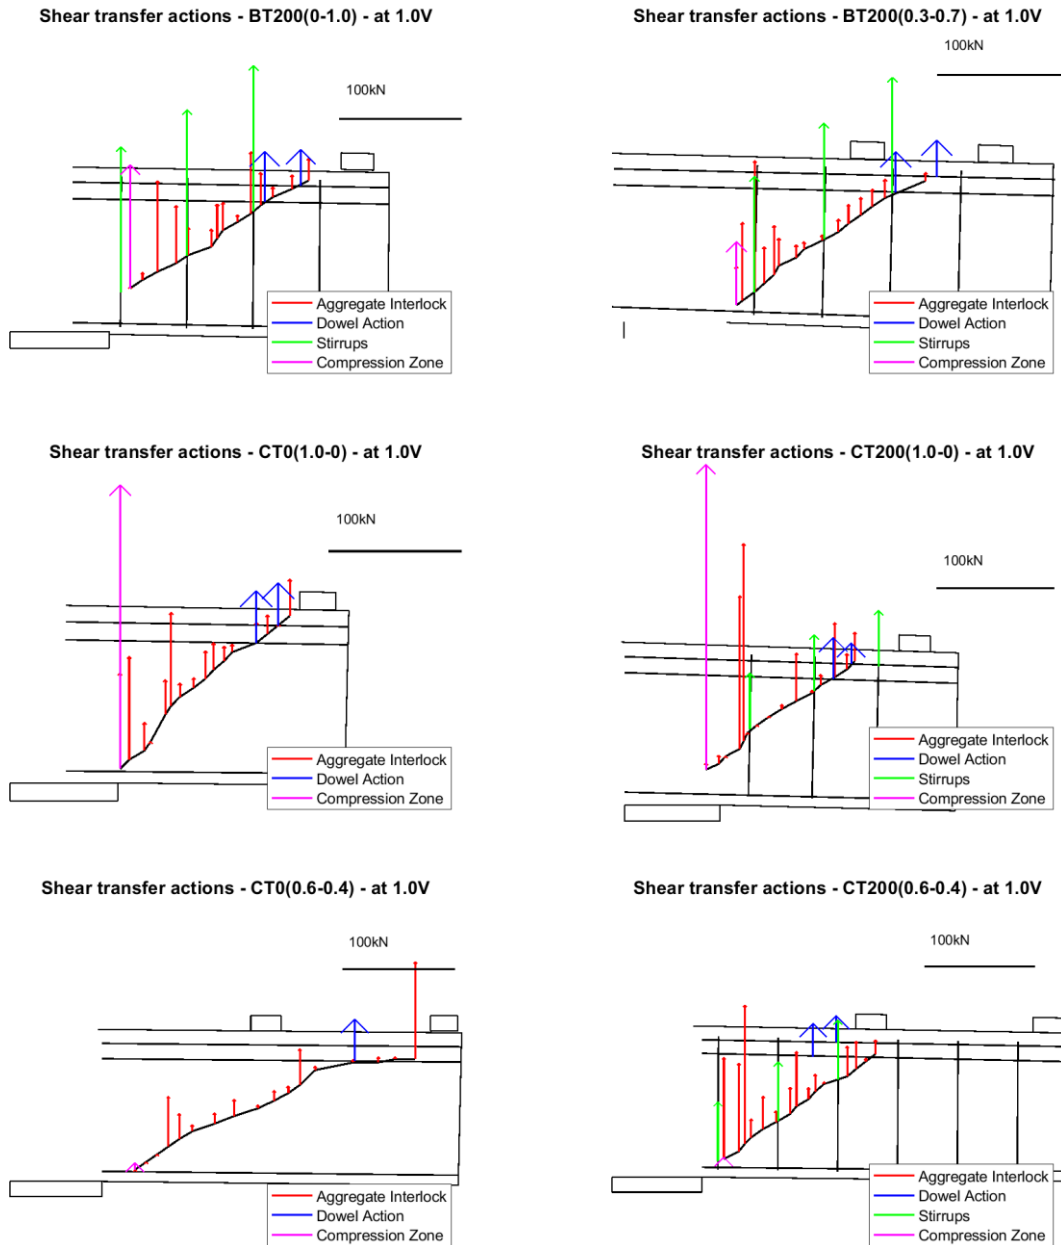 Shear transfer actions - BT200(0-1.0) - at 1.0V
100kN
Aggregate Interlock
Dowel Action
Stirrups
Compression Zone
Shear transfer actions - BT200(0.3-0.7) - at 1.0V
100kN
Aggregate Interlock
Dowel Action
Stirrups
Compression Zone
Shear transfer actions - CT0(1.0-0) - at 1.0V
100kN
Aggregate Interlock
Dowel Action
Compression Zone
Shear transfer actions - CT200(1.0-0) - at 1.0V
100kN
Aggregate Interlock
Dowel Action
Stirrups
Compression Zone
Shear transfer actions - CT0(0.6-0.4) - at 1.0V
100kN
Aggregate Interlock
Dowel Action
Compression Zone
Shear transfer actions - CT200(0.6-0.4) - at 1.0V
100kN
Aggregate Interlock
Dowel Action
Stirrups
Compression Zone